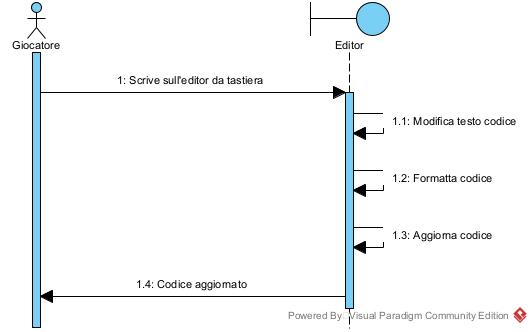 Giocatore
Editor
1: Scrive sull'editor da tastiera
1.1: Modifica testo codice
1.2: Formatta codice
1.3: Aggiorna codice
1.4: Codice aggiornato
Powered By: Visual Paradigm Community Edition